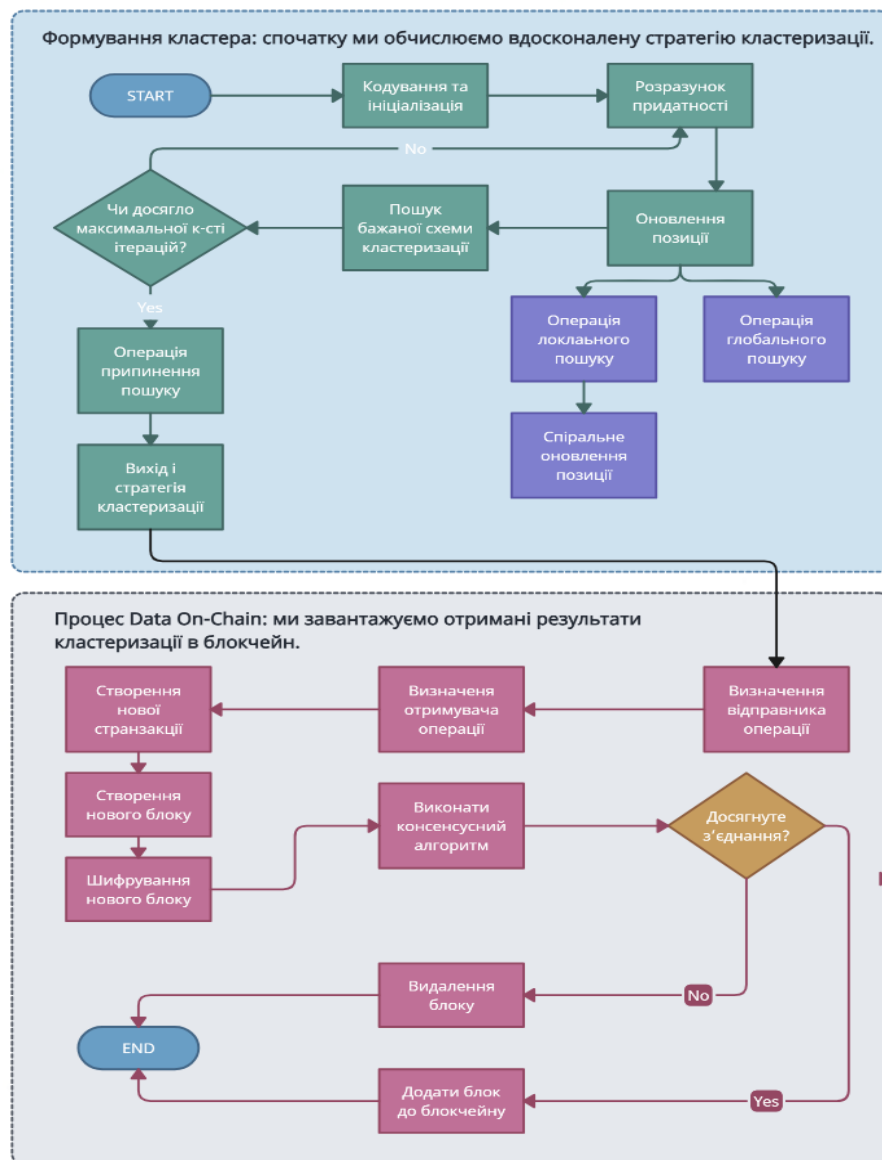 Формування кластера: спочатку ми обчислюємо вдосконалену стратегію кластеризації.
START
Кодування та
ініціалізація
Розразунок
придатності
No
Чи досягло
максимальної к-сті
ітерацій?
Пошук
бажаної схеми
кластеризації
Оновлення
позиції
Yes
Операція
припинення
пошуку
Операція
локлаьного
пошуку
Операція
глобального
пошуку
Вихід і
стратегія
кластеризації
Спіральне
оновлення
позиції
Процес Data On-Chain: ми завантажуємо отримані результати
кластеризації в блокчейн.
Створення
нової
странзакції
Визначеня
отримувача
операції
Визначення
відправника
операції
Створення
нового блоку
Виконати
консенсусний
алгоритм
Досягнуте
з’єднання?
Шифрування
нового блоку
Видалення
блоку
No
END
Додати блок
до блокчейну
Yes